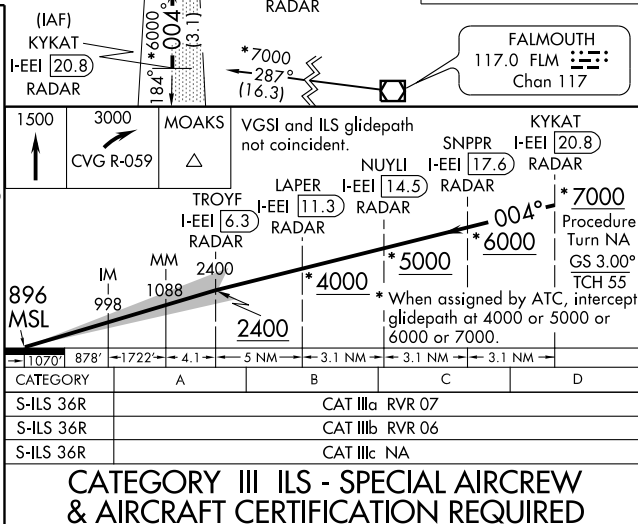 RADAR
(IAF)
KYKAT
I-EEI 20.8
RADAR
184° *6000
004°
(3.1)
*7000
287°
(16.3)
FALMOUTH
117.0 FLM
Chan 117
1500
3000
CVG R-059
MOAKS
VGSI and ILS glidepath
not coincident.
TROYF
I-EEI 6.3
RADAR
2400
LAPER
I-EEI 11.3
RADAR
NUYLI
I-EEI 14.5
RADAR
SNPPR
I-EEI 17.6
RADAR
KYKAT
I-EEI 20.8
RADAR
004°
*7000
Procedure
Turn NA
GS 3.00°
TCH 55
*6000
*5000
*4000
2400
* When assigned by ATC, intercept
glidepath at 4000 or 5000 or
6000 or 7000.
896
MSL
IM
998
MM
1088
1070' 878' 1722' 4.1 5 NM 3.1 NM 3.1 NM 3.1 NM
CATEGORY A B C D
S-ILS 36R CAT IIIa RVR 07
S-ILS 36R CAT IIIb RVR 06
S-ILS 36R CAT IIIc NA
CATEGORY III ILS - SPECIAL AIRCREW
& AIRCRAFT CERTIFICATION REQUIRED